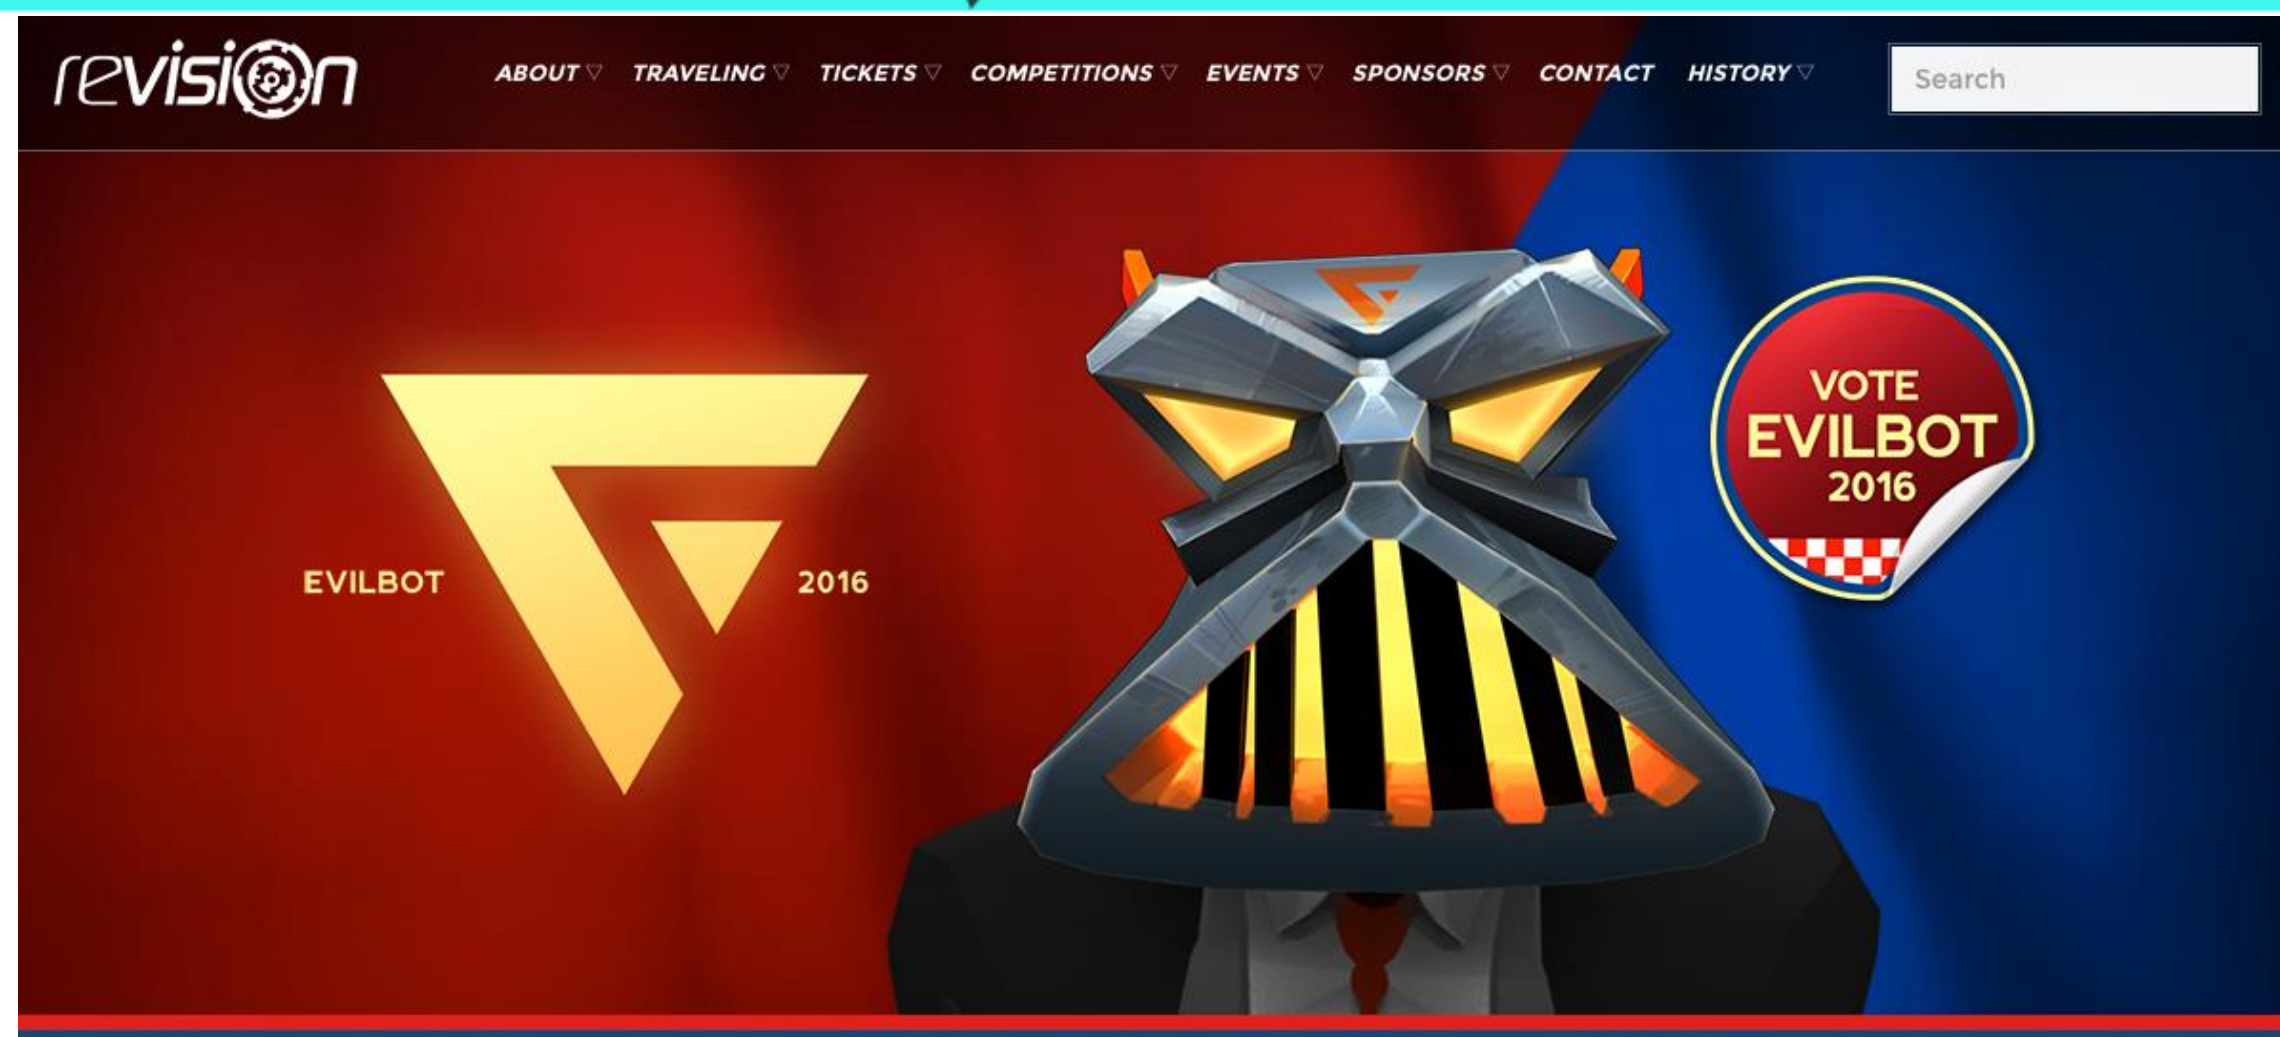 revision
ABOUT ▽ TRAVELING ▽ TICKETS ▽ COMPETITIONS ▽ EVENTS ▽ SPONSORS ▽ CONTACT HISTORY ▽
Search
VOTE
EVILBOT
2016
EVILBOT 2016